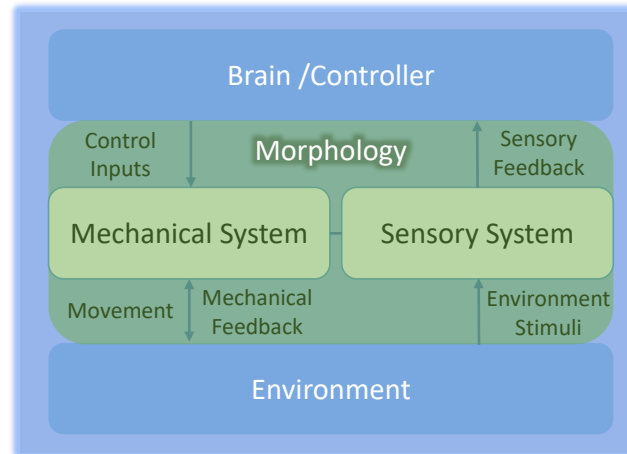 Brain /Controller
Control
Inputs
Morphology
Sensory
Feedback
Mechanical System
Sensory System
Movement
Mechanical
Feedback
Environment
Stimuli
Environment